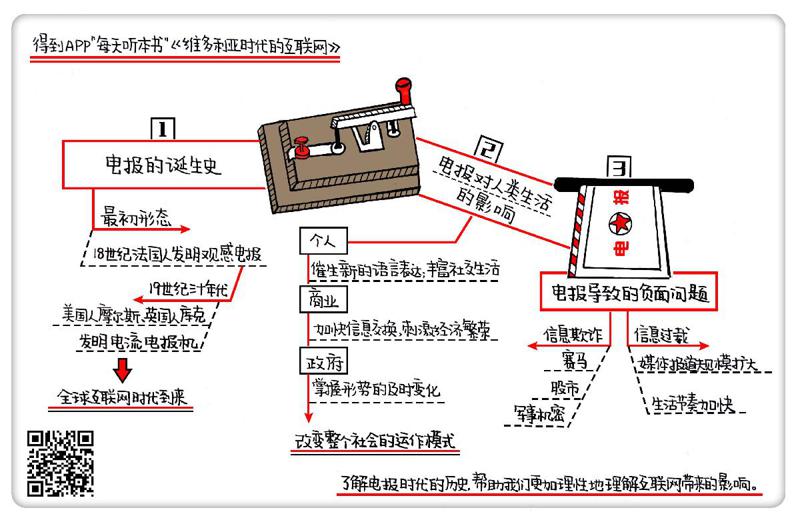 得到APP“每天听本书”《维多利亚时代的互联网》
1
电报的诞生史
最初形态
18世纪法国人发明观感电报
19世纪三十年代
美国人摩尔斯、英国人库克
发明电流电报机
全球互联网时代到来
2
电报对人类生活
的影响
个人
催生新的语言表达,丰富社交生活
商业
加快信息交换,刺激经济繁荣
政府
掌握形势的及时变化
改变整个社会的运作模式
3
电 报
电报导致的负面问题
信息欺诈
赛马
股市
军事机密
信息过载
媒体报道规模扩大
生活节奏加快
了解电报时代的历史,帮助我们更加理性地理解互联网带来的影响。